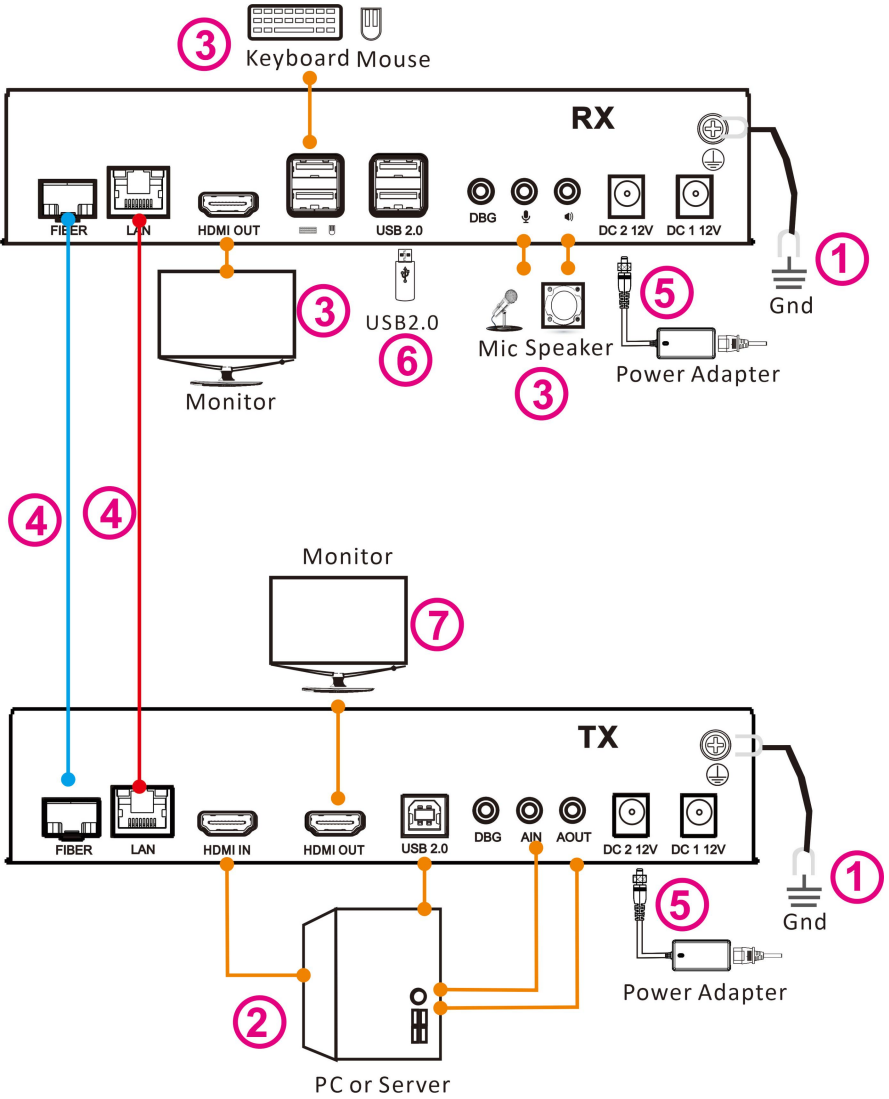 3
Keyboard Mouse
RX
FIBER LAN HDMI OUT USB 2.0 DBG DC 2 12V DC 1 12V
1
Gnd
3
Monitor
USB2.0
6
Mic Speaker
3
5
Power Adapter
4
4
Monitor
7
TX
FIBER LAN HDMI IN HDMI OUT USB 2.0 DBG AIN AOUT DC 2 12V DC 1 12V
1
Gnd
5
Power Adapter
2
PC or Server